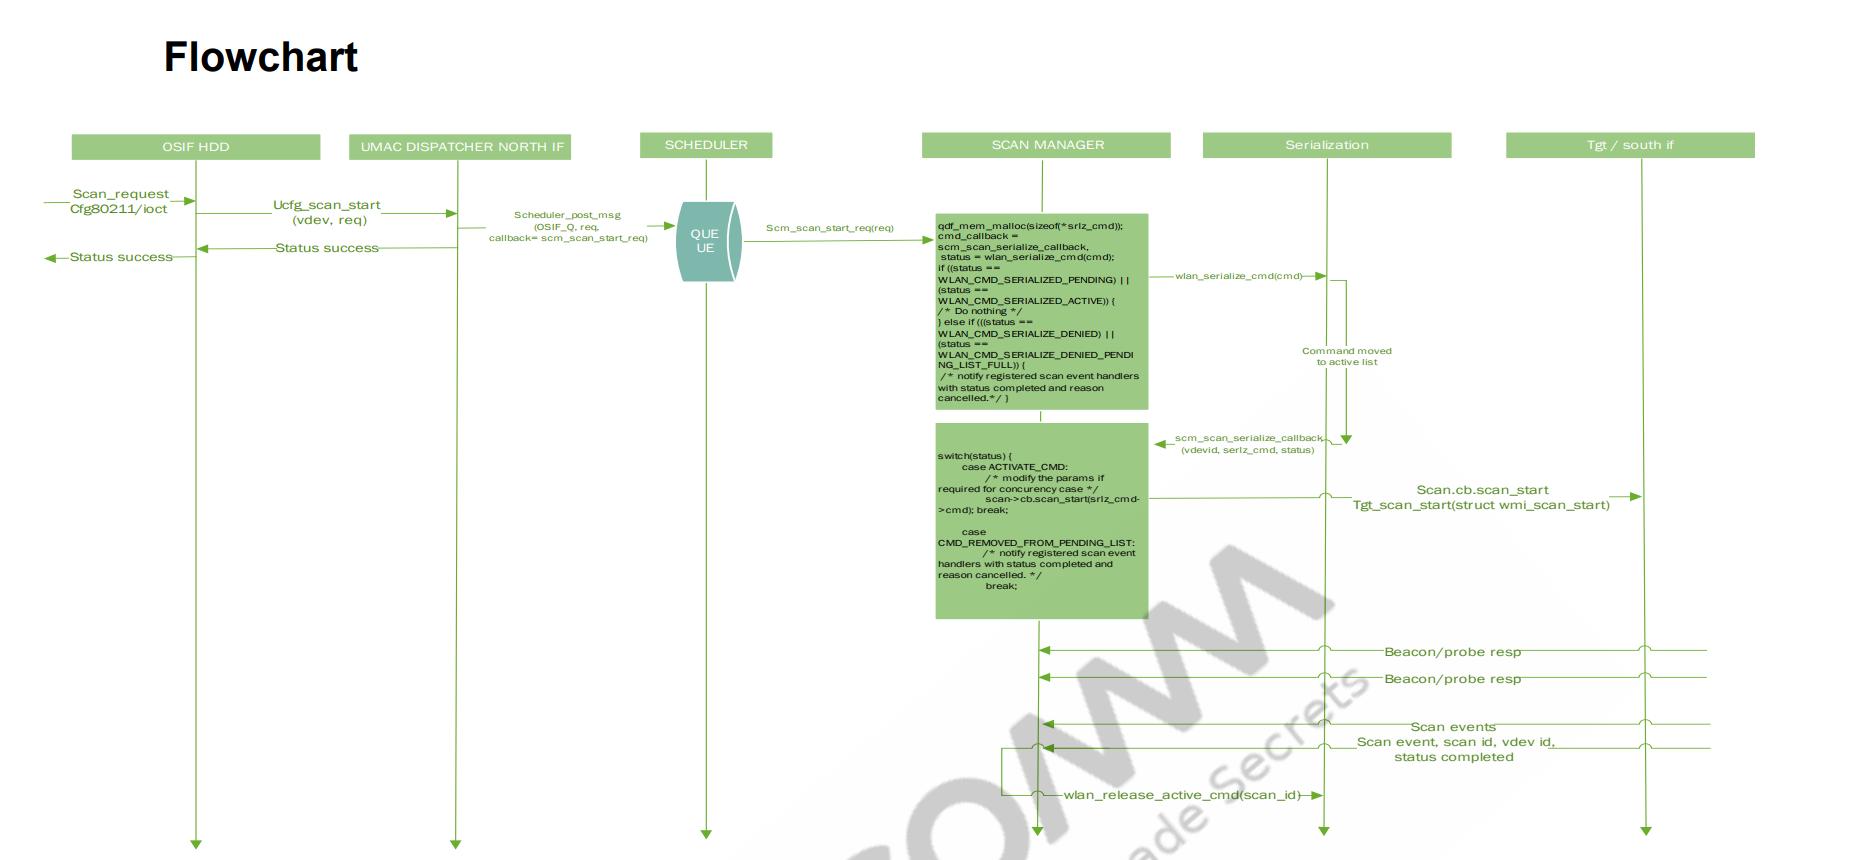 Flowchart
OSIF HDD
UMAC DISPATCHER NORTH IF
SCHEDULER
SCAN MANAGER
Serialization
Tgt / south if
Scan_request
Cfg80211/ioct
Ucfg_scan_start
(vdev, req)
Status success
Status success
Scheduler_post_msg
(OSIF_Q, req,
callback= scm_scan_start_req)
QUE
UE
Scm_scan_start_req(req)
qdf_mem_malloc(sizeof(*srlz_cmd));
cmd_callback =
scm_scan_serialize_callback,
status = wlan_serialize_cmd(cmd);
if ((status ==
WLAN_CMD_SERIALIZED_PENDING) ||
(status ==
WLAN_CMD_SERIALIZED_ACTIVE)) {
/* Do nothing */
} else if (((status ==
WLAN_CMD_SERIALIZE_DENIED) ||
(status ==
WLAN_CMD_SERIALIZE_DENIED_PENDI
NG_LIST_FULL)) {
/* notify registered scan event handlers
with status completed and reason
cancelled.*/ }
wlan_serialize_cmd(cmd)
Command moved
to active list
scm_scan_serialize_callback
(vdevid, serlz_cmd, status)
switch(status) {
case ACTIVATE_CMD:
/* modify the params if
required for concurency case */
scan->cb.scan_start(srlz_cmd-
>cmd); break;
case
CMD_REMOVED_FROM_PENDING_LIST:
/* notify registered scan event
handlers with status completed and
reason cancelled. */
break;
Scan.cb.scan_start
Tgt_scan_start(struct wmi_scan_start)
Beacon/probe resp
Beacon/probe resp
Scan events
Scan event, scan id, vdev id,
status completed
wlan_release_active_cmd(scan_id)
COMM
ade Secrets